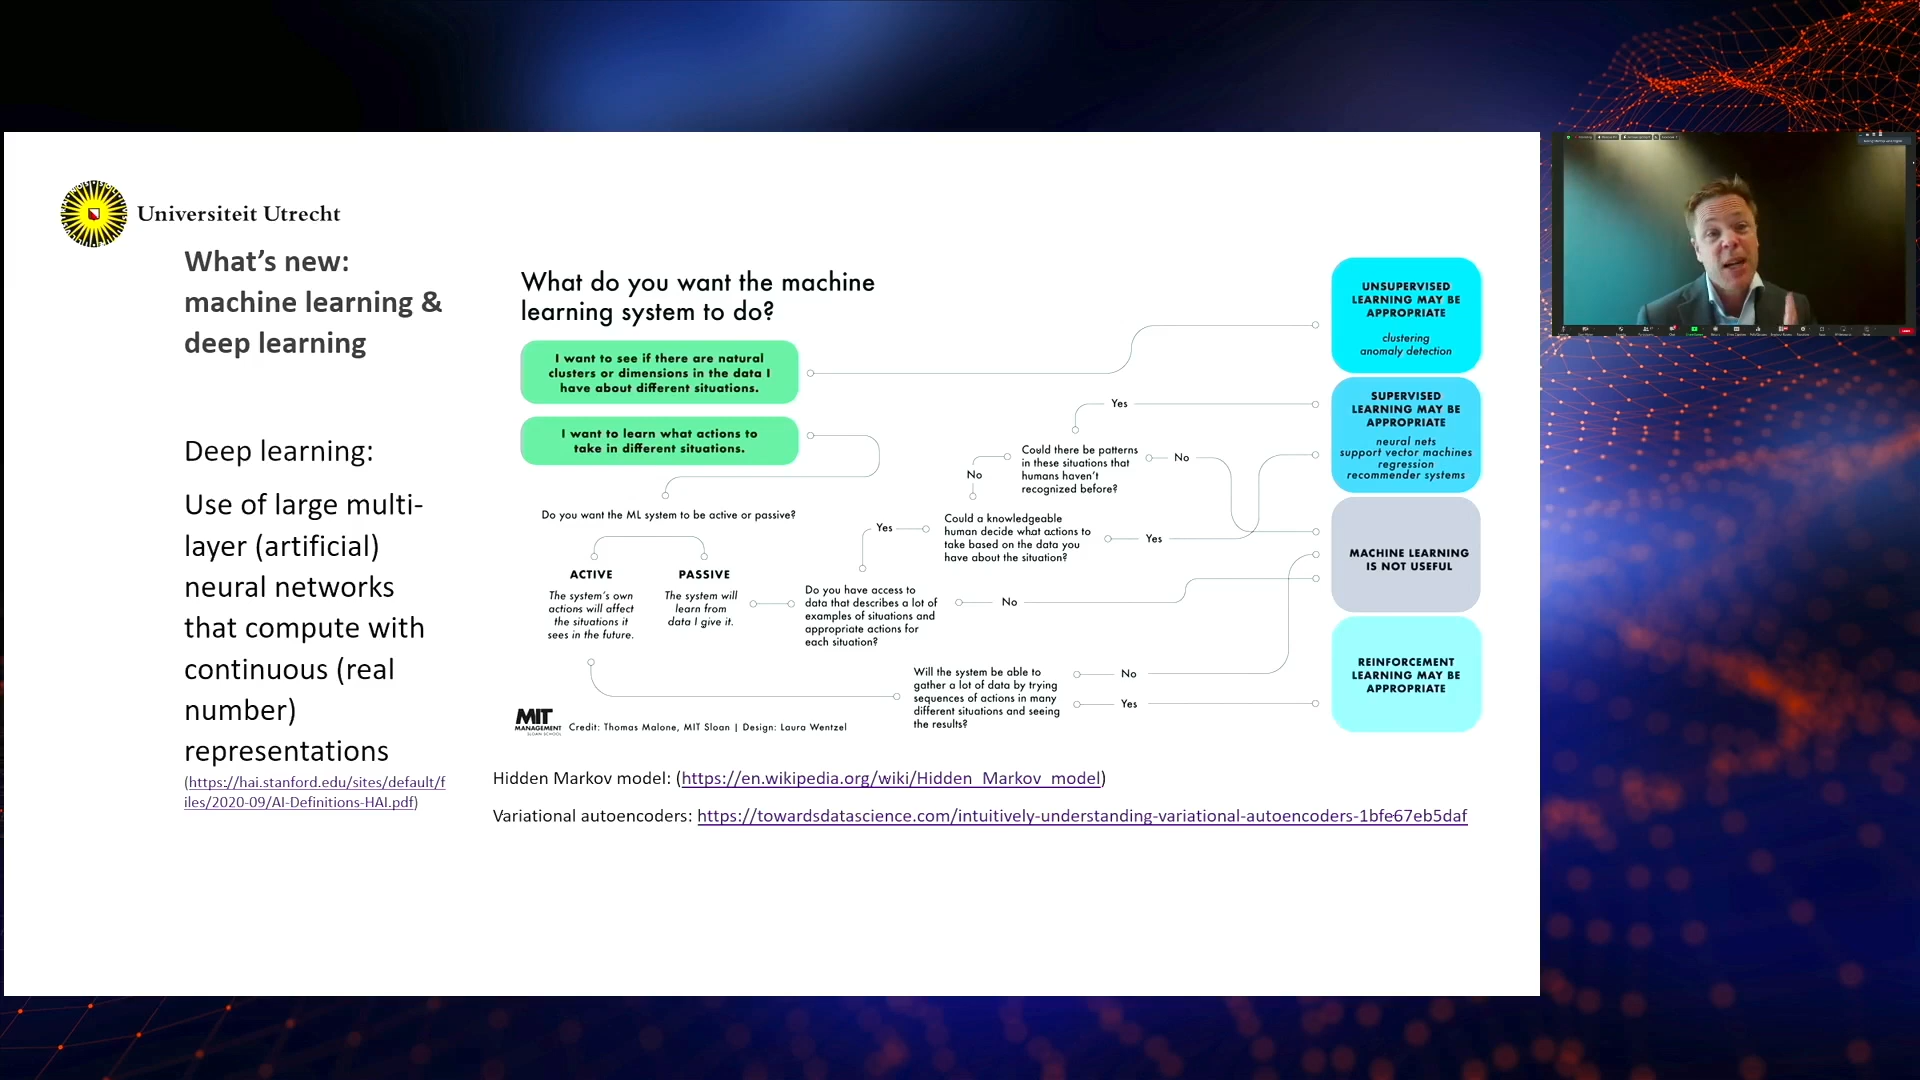 Universiteit Utrecht
What’s new:
machine learning &
deep learning
Deep learning:
Use of large multi-
layer (artificial)
neural networks
that compute with
continuous (real
number)
representations
(https://hai.stanford.edu/sites/default/f
iles/2020-09/AI-Definitions-HAI.pdf)
What do you want the machine
learning system to do?
I want to see if there are natural
clusters or dimensions in the data I
have about different situations.
I want to learn what actions to
take in different situations.
Do you want the ML system to be active or passive?
ACTIVE
The system’s own
actions will affect
the situations it
sees in the future.
PASSIVE
The system will
learn from
data I give it.
Do you have access to
data that describes a lot of
examples of situations and
appropriate actions for
each situation?
Yes
No
Could a knowledgeable
human decide what actions to
take based on the data you
have about the situation?
No
Yes
Could there be patterns
in these situations that
humans haven’t
recognized before?
Yes
No
Will the system be able to
gather a lot of data by trying
sequences of actions in many
different situations and seeing
the results?
No
Yes
UNSUPERVISED
LEARNING MAY BE
APPROPRIATE
clustering
anomaly detection
SUPERVISED
LEARNING MAY BE
APPROPRIATE
neural nets
support vector machines
regression
recommender systems
MACHINE LEARNING
IS NOT USEFUL
REINFORCEMENT
LEARNING MAY BE
APPROPRIATE
MIT
MANAGEMENT
SLOAN SCHOOL
Credit: Thomas Malone, MIT Sloan | Design: Laura Wentzel
Hidden Markov model: (https://en.wikipedia.org/wiki/Hidden_Markov_model)
Variational autoencoders: https://towardsdatascience.com/intuitively-understanding-variational-autoencoders-1bfe67eb5daf